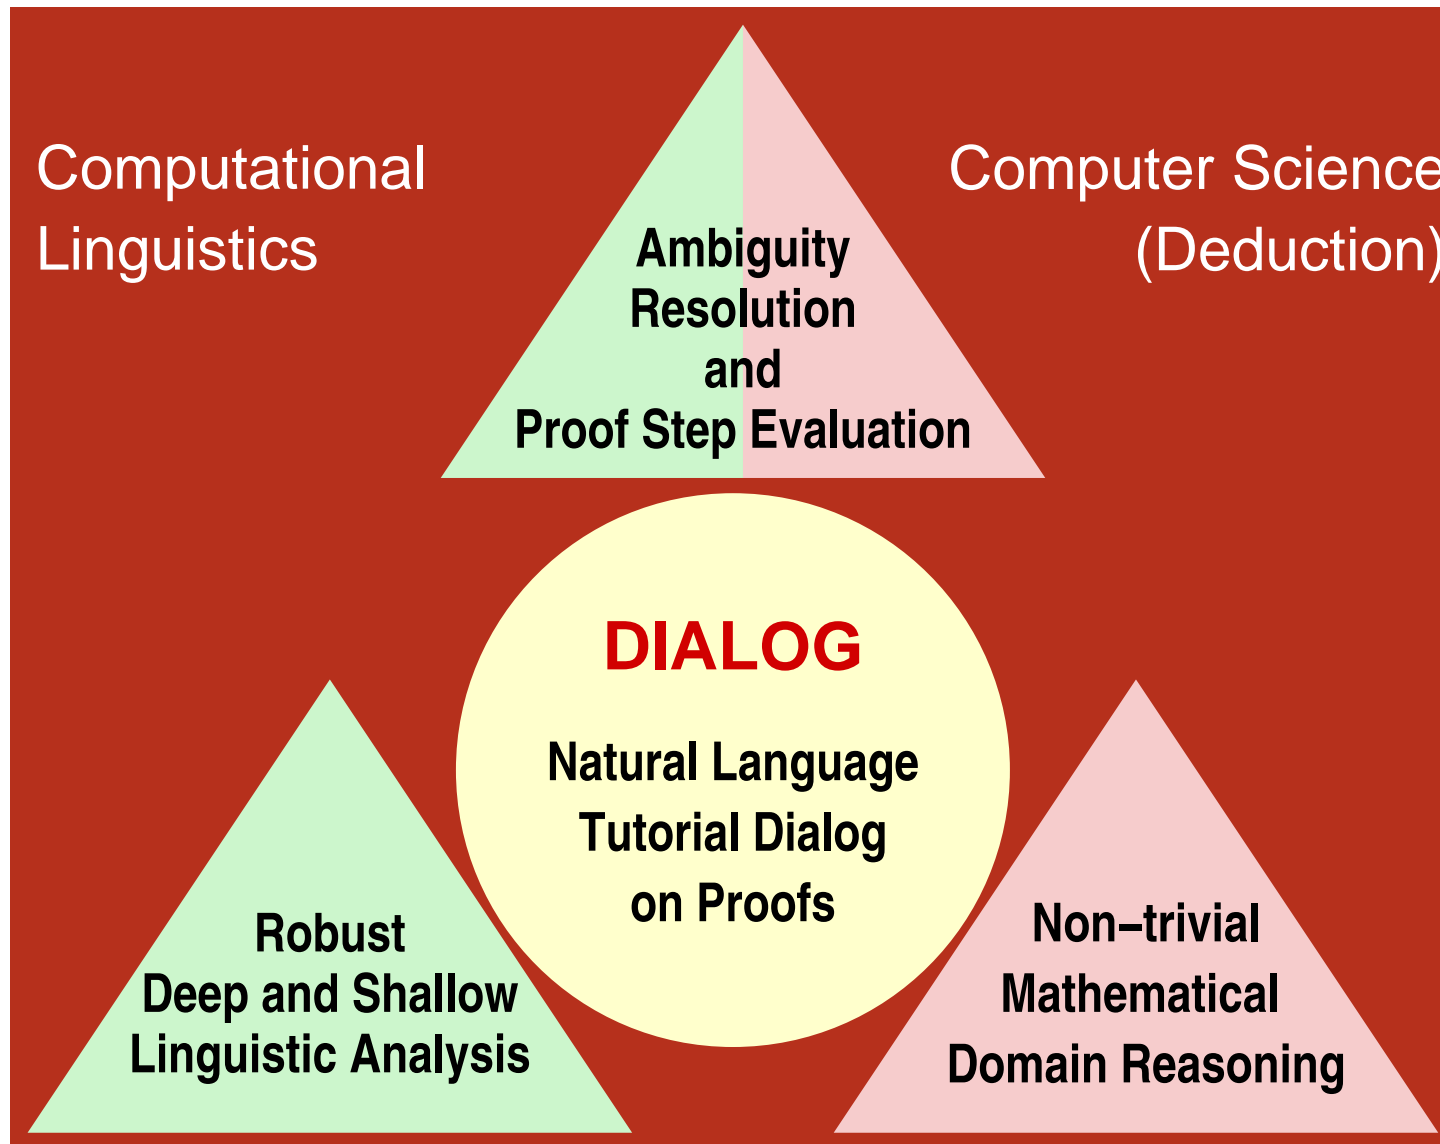 Computational
Linguistics
Computer Science
(Deduction)
Ambiguity
Resolution
and
Proof Step Evaluation
DIALOG
Natural Language
Tutorial Dialog
on Proofs
Robust
Deep and Shallow
Linguistic Analysis
Non–trivial
Mathematical
Domain Reasoning